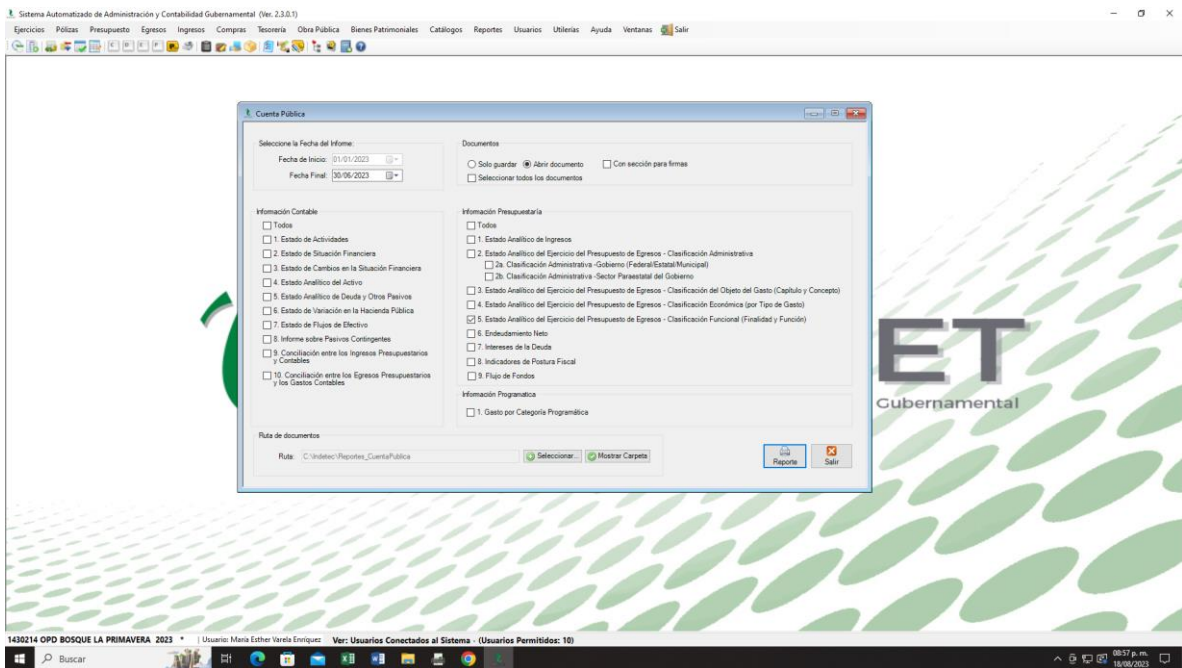 Sistema Automatizado de Administración y Contabilidad Gubernamental (Ver. 2.3.0.1)
Ejercicios Pólizas Presupuesto Egresos Ingresos Compras Tesorería Obra Pública Bienes Patrimoniales Catálogos Reportes Usuarios Utilerías Ayuda Ventanas Salir
Cuenta Pública
Seleccione la Fecha del Informe:
Fecha de Inicio: 01/01/2023
Fecha Final: 30/06/2023
Documentos
Solo guardar Abrir documento Con sección para firmas
Seleccionar todos los documentos
Información Contable
Todos
1. Estado de Actividades
2. Estado de Situación Financiera
3. Estado de Cambios en la Situación Financiera
4. Estado Analítico del Activo
5. Estado Analítico de Deuda y Otros Pasivos
6. Estado de Variación en la Hacienda Pública
7. Estado de Flujos de Efectivo
8. Informe sobre Pasivos Contingentes
9. Conciliación entre los Ingresos Presupuestarios
y Contables
10. Conciliación entre los Egresos Presupuestarios
y los Gastos Contables
Información Presupuestaría
Todos
1. Estado Analítico de Ingresos
2. Estado Analítico del Ejercicio del Presupuesto de Egresos - Clasificación Administrativa
2a. Clasificación Administrativa -Gobierno (Federal/Estatal/Municipal)
2b. Clasificación Administrativa -Sector Paraestatal del Gobierno
3. Estado Analítico del Ejercicio del Presupuesto de Egresos - Clasificación del Objeto del Gasto (Capítulo y Concepto)
4. Estado Analítico del Ejercicio del Presupuesto de Egresos - Clasificación Económica (por Tipo de Gasto)
5. Estado Analítico del Ejercicio del Presupuesto de Egresos - Clasificación Funcional (Finalidad y Función)
6. Endeudamiento Neto
7. Intereses de la Deuda
8. Indicadores de Postura Fiscal
9. Flujo de Fondos
Información Programatica
1. Gasto por Categoría Programática
Ruta de documentos
Ruta: C:\Indetec\Reportes_CuentaPublica
Seleccionar... Mostrar Carpeta
Reporte Salir
ET
Gubernamental
1430214 OPD BOSQUE LA PRIMAVERA 2023 * | Usuario: María Esther Varela Enríquez Ver: Usuarios Conectados al Sistema - (Usuarios Permitidos: 10)
Buscar
08:57 p. m.
18/08/2023